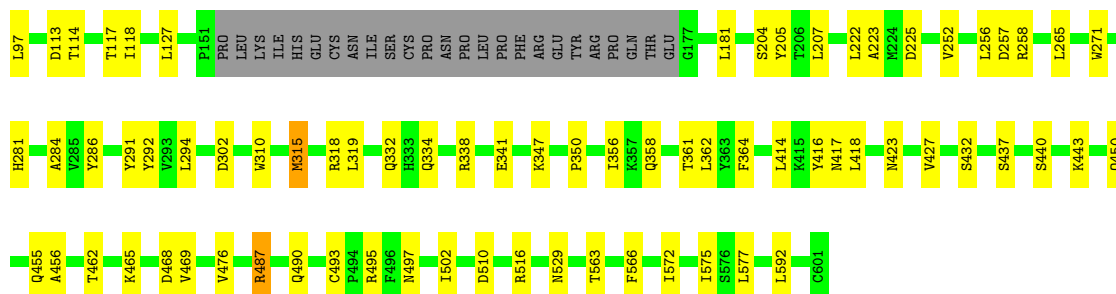 L97 D113 T114 T117 I118 L127 P151 PRO LEU LYS ILE HIS GLU CYS ASN ILE SER CYS PRO ASN PRO LEU PRO PHE ARG GLU TYR ARG PRO GLN THR GLU G177 L181 S204 Y205 T206 L207 L222 A223 M224 D225 V252 L256 D257 R258 L265 W271
H281 A284 V285 Y286 Y291 Y292 V293 L294 D302 W310 M315 R318 L319 Q332 H333 Q334 R338 E341 K347 P350 I356 K357 Q358 T361 L362 Y363 F364 L414 K415 Y416 N417 L418 N423 V427 S432 S437 S440 K443
Q455 A456 T462 K465 D468 V469 V476 R487 Q490 C493 P494 R495 F496 N497 I502 D510 R516 N529 T563 F566 I572 I575 S576 L577 L592 C601